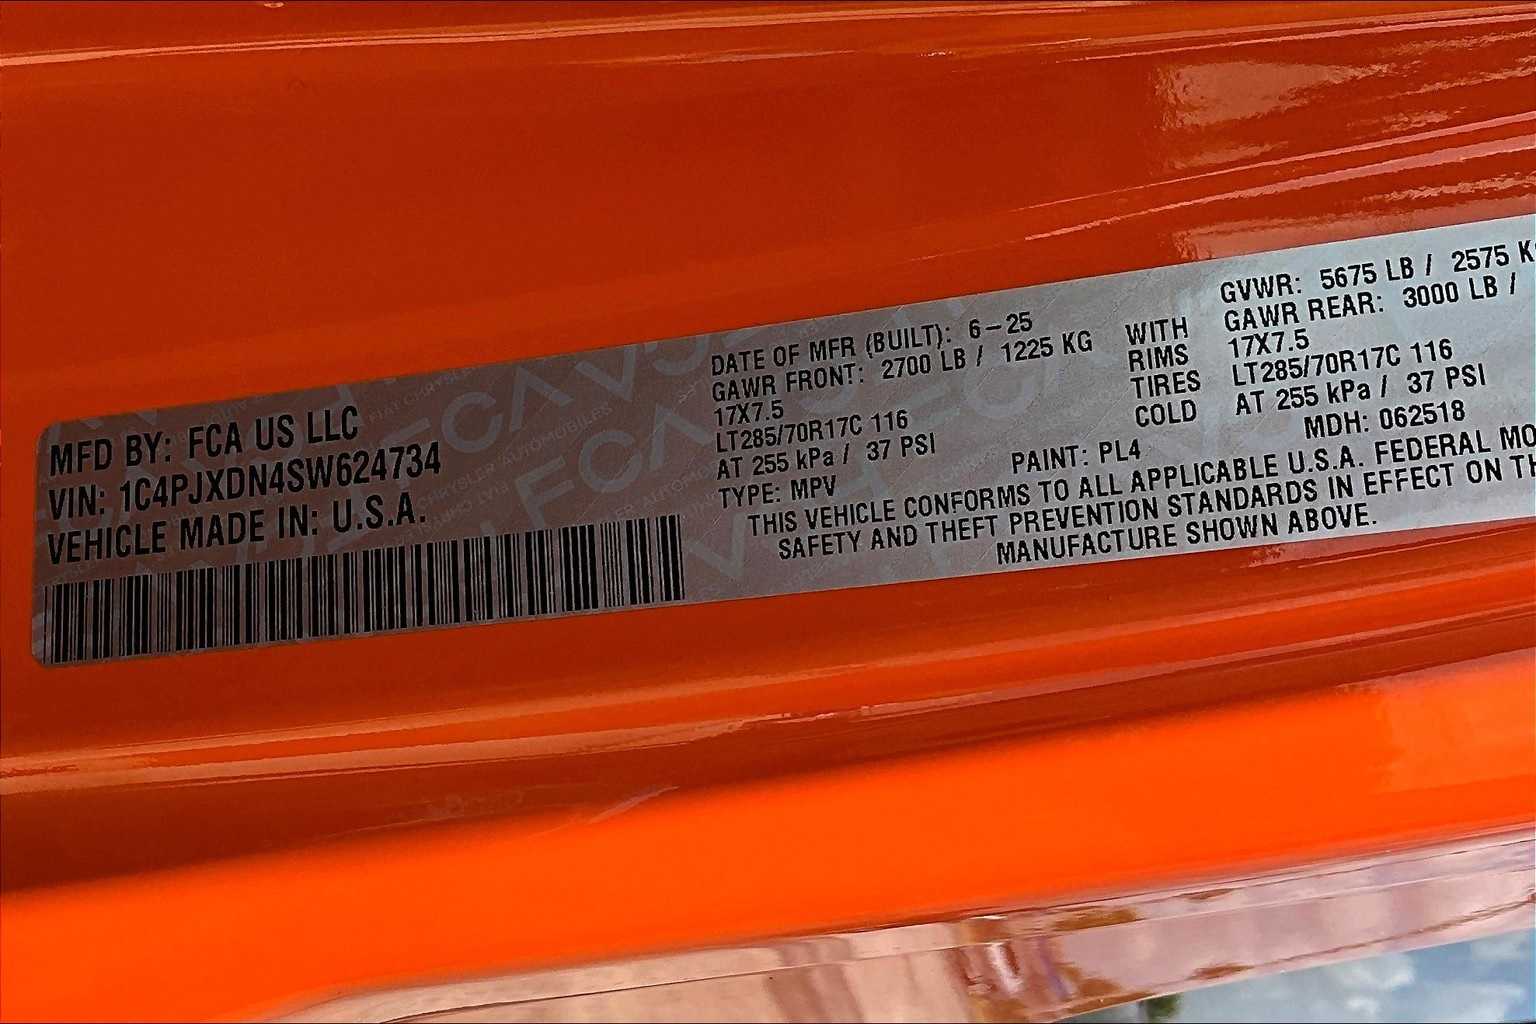 MFD BY: FCA US LLC
VIN: 1C4PJXDN4SW624734
VEHICLE MADE IN: U.S.A.
DATE OF MFR (BUILT): 6-25
GAWR FRONT: 2700 LB / 1225 KG
17X7.5
LT285/70R17C 116
AT 255 kPa / 37 PSI
TYPE: MPV
WITH
RIMS
TIRES
COLD
GVWR: 5675 LB / 2575 K
GAWR REAR: 3000 LB /
17X7.5
LT285/70R17C 116
AT 255 kPa / 37 PSI
MDH: 062518
PAINT: PL4
THIS VEHICLE CONFORMS TO ALL APPLICABLE U.S.A. FEDERAL MO
SAFETY AND THEFT PREVENTION STANDARDS IN EFFECT ON TH
MANUFACTURE SHOWN ABOVE.